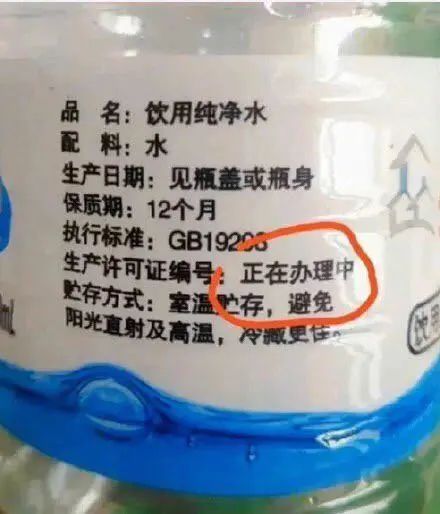 品 名：饮用纯净水
配 料：水
生产日期：见瓶盖或瓶身
保质期：12个月
执行标准：GB19298
生产许可证编号：正在办理中
贮存方式：室温贮存，避免
阳光直射及高温，冷藏更佳。
饮用